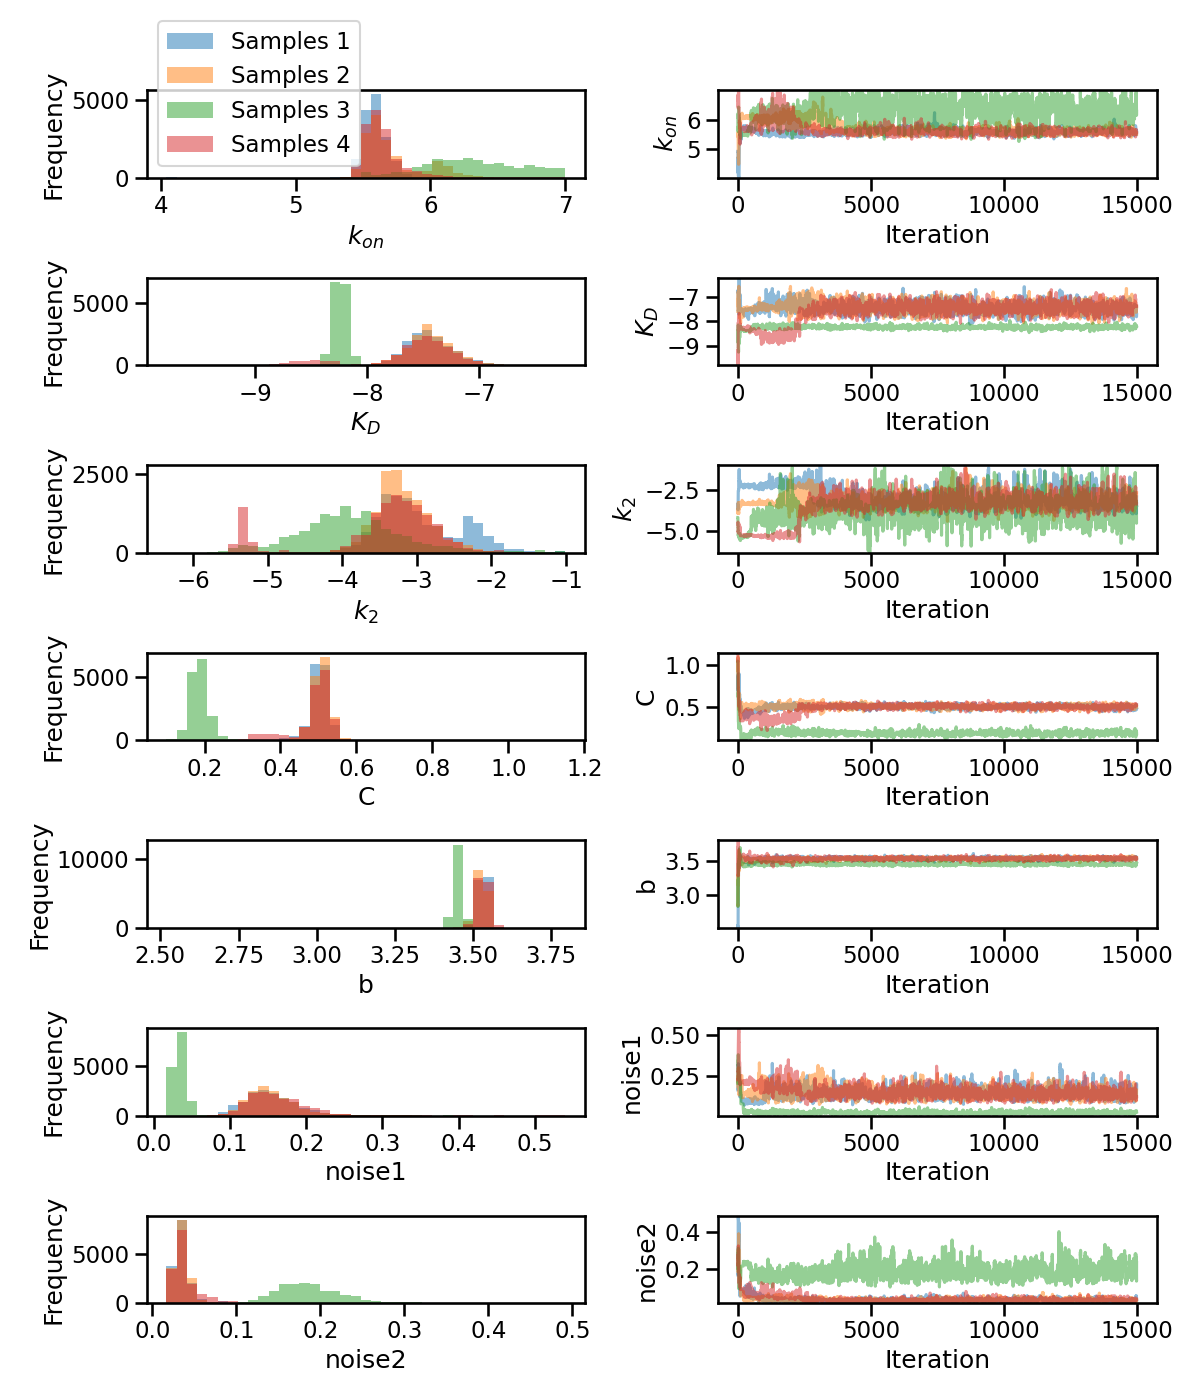 Samples 1
Samples 2
Samples 3
Samples 4
Frequency
5000
0
4 5 6 7
k_on
k_on
6
5
0 5000 10000 15000
Iteration
Frequency
5000
0
−9 −8 −7
K_D
K_D
−7
−8
−9
0 5000 10000 15000
Iteration
Frequency
2500
0
−6 −5 −4 −3 −2 −1
k_2
k_2
−2.5
−5.0
0 5000 10000 15000
Iteration
Frequency
5000
0
0.2 0.4 0.6 0.8 1.0 1.2
C
C
1.0
0.5
0 5000 10000 15000
Iteration
Frequency
10000
0
2.50 2.75 3.00 3.25 3.50 3.75
b
b
3.5
3.0
0 5000 10000 15000
Iteration
Frequency
5000
0
0.0 0.1 0.2 0.3 0.4 0.5
noise1
noise1
0.50
0.25
0 5000 10000 15000
Iteration
Frequency
5000
0
0.0 0.1 0.2 0.3 0.4 0.5
noise2
noise2
0.4
0.2
0 5000 10000 15000
Iteration